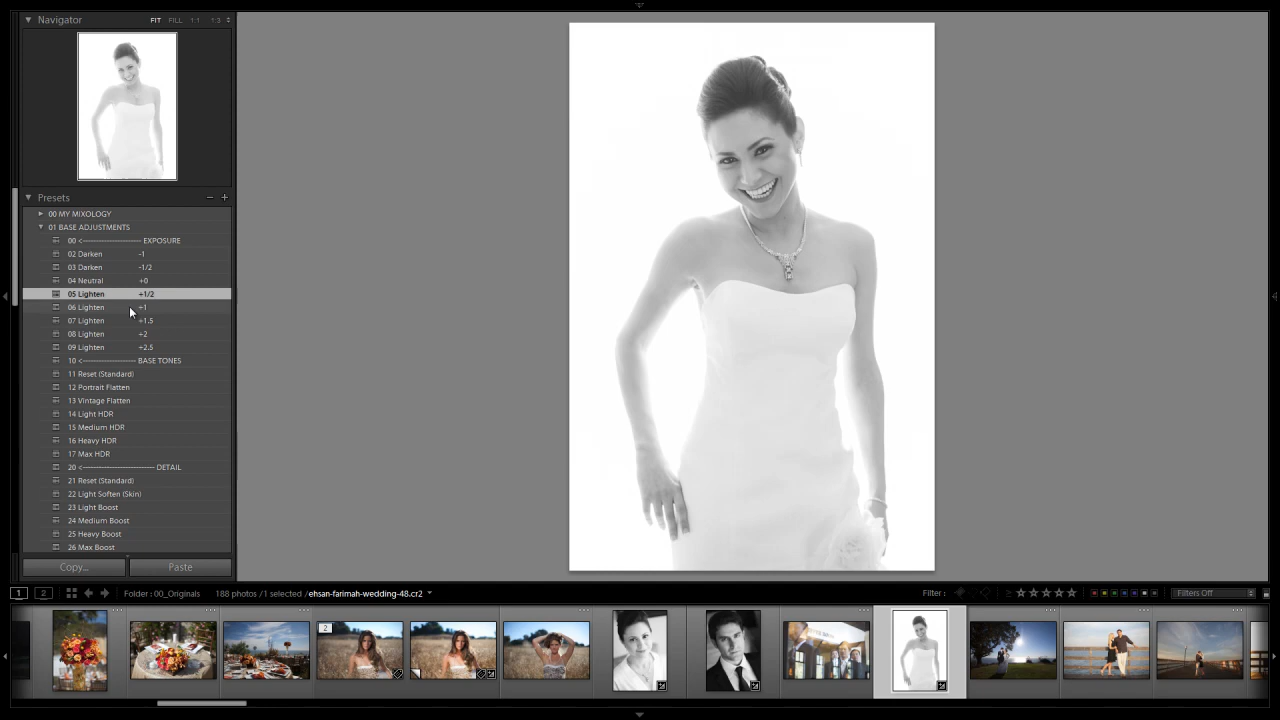 Navigator FIT FILL 1:1 1:3
Presets − +
00 MY MIXOLOGY
01 BASE ADJUSTMENTS
00 <------------------------ EXPOSURE
02 Darken -1
03 Darken -1/2
04 Neutral +0
05 Lighten +1/2
06 Lighten +1
07 Lighten +1.5
08 Lighten +2
09 Lighten +2.5
10 <---------------------- BASE TONES
11 Reset (Standard)
12 Portrait Flatten
13 Vintage Flatten
14 Light HDR
15 Medium HDR
16 Heavy HDR
17 Max HDR
20 <----------------------------- DETAIL
21 Reset (Standard)
22 Light Soften (Skin)
23 Light Boost
24 Medium Boost
25 Heavy Boost
26 Max Boost
Copy... Paste
1 2 Folder : 00_Originals 188 photos /1 selected /ehsan-farimah-wedding-48.cr2 Filter : Filters Off
2